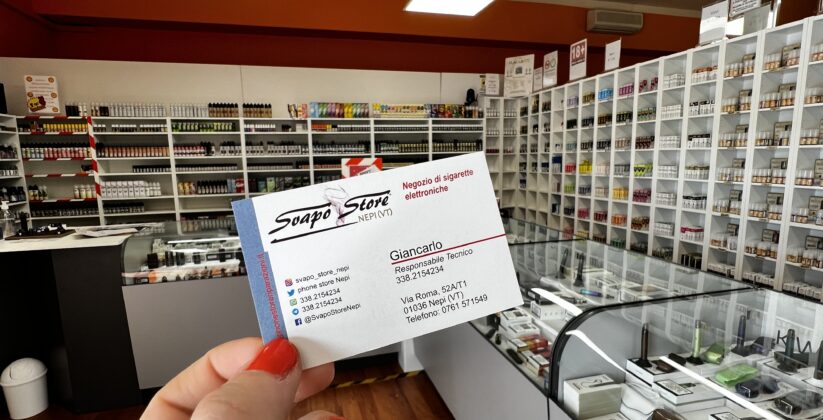 18+
Svapo Store
NEPI (VT)
Negozio di sigarette
elettroniche
Giancarlo
Responsabile Tecnico
338.2154234
svapo_store_nepi
phone store Nepi
338.2154234
338.2154234
@SvapoStoreNepi
Via Roma, 52A/T1
01036 Nepi (VT)
Telefono: 0761 571549